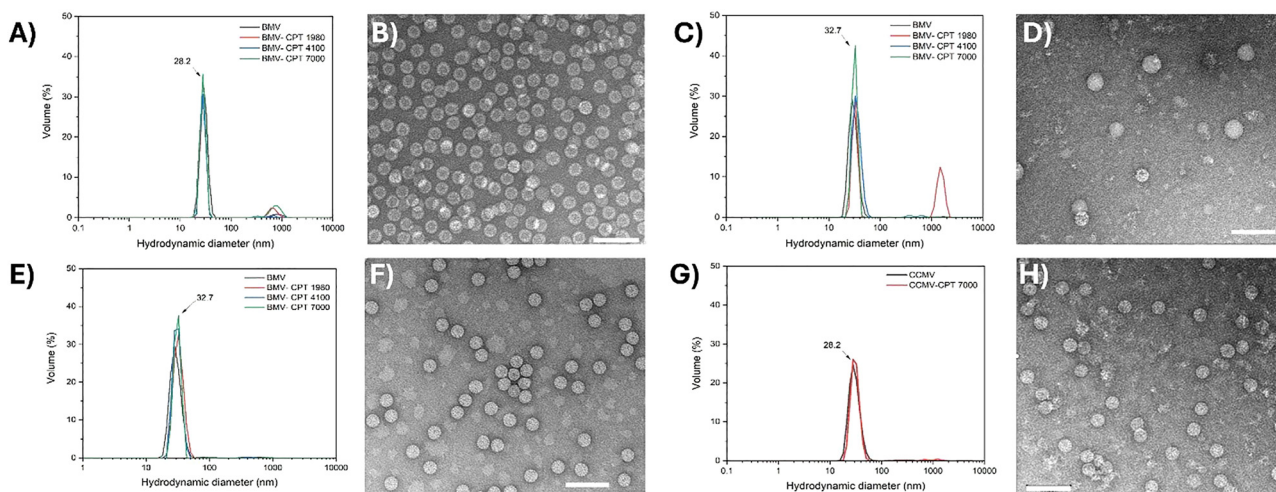 A)
50
40
30
20
10
0
Volume (%)
28.2
BMV
BMV- CPT 1980
BMV- CPT 4100
BMV- CPT 7000
0.1
1
10
100
1000
10000
Hydrodynamic diameter (nm)
B)
C)
50
40
30
20
10
0
Volume (%)
32.7
BMV
BMV- CPT 1980
BMV- CPT 4100
BMV- CPT 7000
0.1
1
10
100
1000
10000
Hydrodynamic diameter (nm)
D)
E)
50
40
30
20
10
0
Volume (%)
32.7
BMV
BMV- CPT 1980
BMV- CPT 4100
BMV- CPT 7000
1
10
100
1000
10000
Hydrodynamic diameter (nm)
F)
G)
50
40
30
20
10
0
Volume (%)
28.2
CCMV
CCMV-CPT 7000
0.1
1
10
100
1000
10000
Hydrodynamic diameter (nm)
H)